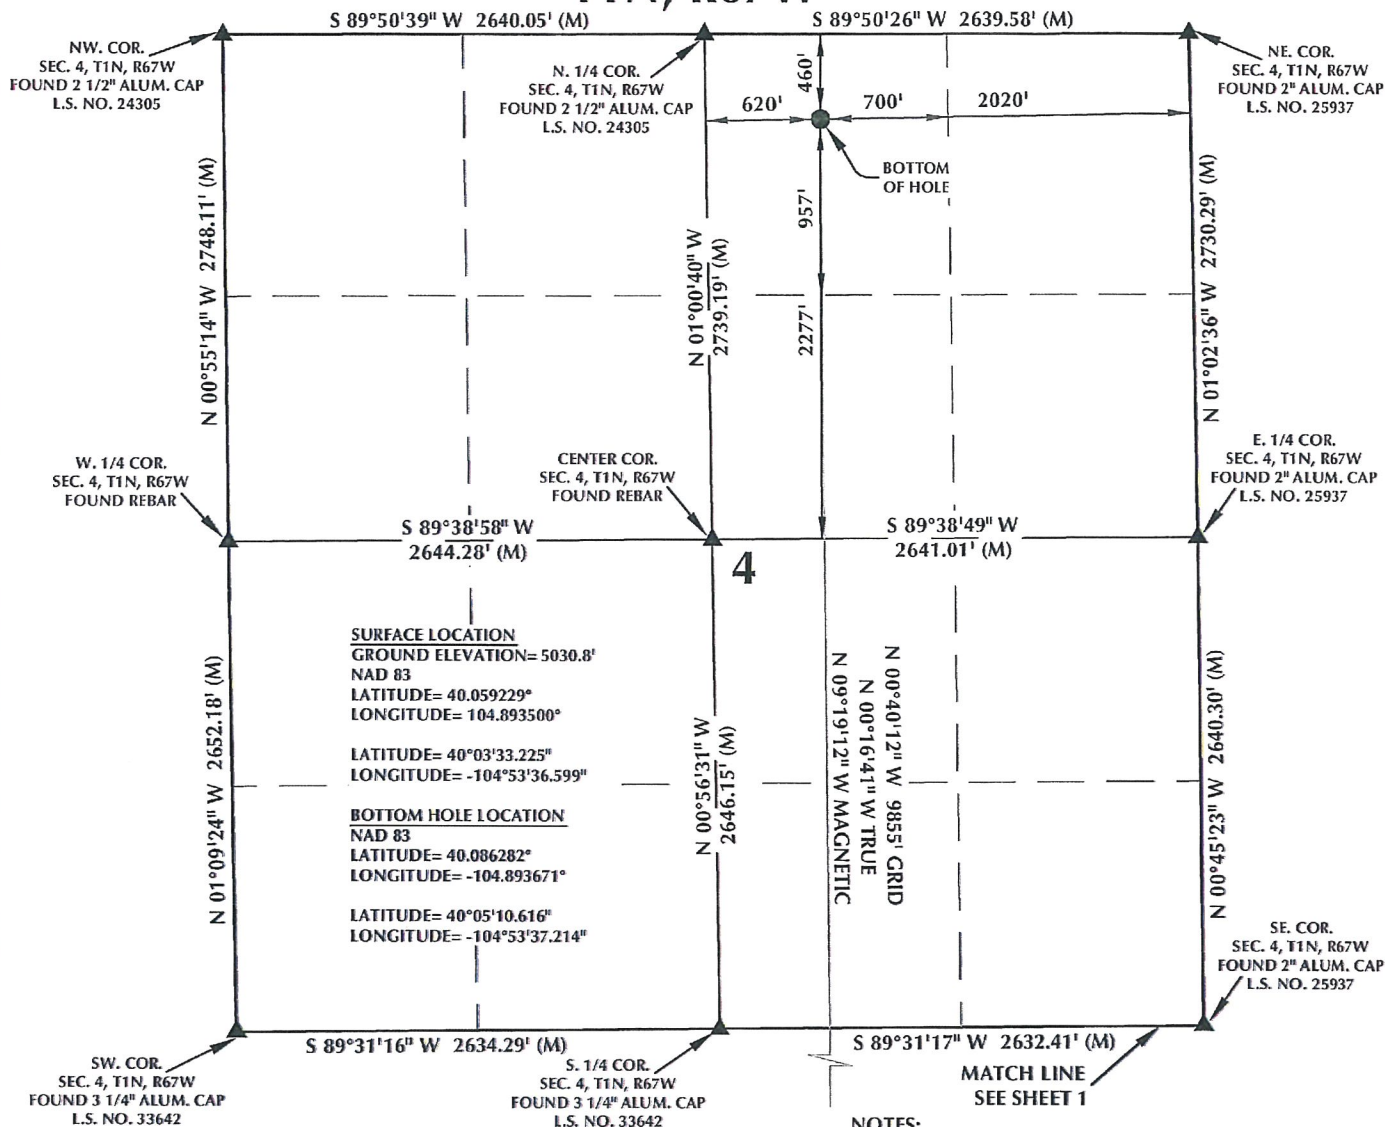 S 89°50'39" W 2640.05' (M)
S 89°50'26" W 2639.58' (M)
NW. COR.
SEC. 4, T1N, R67W
FOUND 2 1/2" ALUM. CAP
L.S. NO. 24305
N. 1/4 COR.
SEC. 4, T1N, R67W
FOUND 2 1/2" ALUM. CAP
L.S. NO. 24305
NE. COR.
SEC. 4, T1N, R67W
FOUND 2" ALUM. CAP
L.S. NO. 25937
460'
620'
700'
2020'
BOTTOM
OF HOLE
957'
2277'
N 00°55'14" W 2748.11' (M)
N 01°00'40" W
2739.19' (M)
N 01°02'36" W 2730.29' (M)
W. 1/4 COR.
SEC. 4, T1N, R67W
FOUND REBAR
CENTER COR.
SEC. 4, T1N, R67W
FOUND REBAR
E. 1/4 COR.
SEC. 4, T1N, R67W
FOUND 2" ALUM. CAP
L.S. NO. 25937
S 89°38'58" W
2644.28' (M)
S 89°38'49" W
2641.01' (M)
4
SURFACE LOCATION
GROUND ELEVATION= 5030.8'
NAD 83
LATITUDE= 40.059229°
LONGITUDE= 104.893500°
LATITUDE= 40°03'33.225"
LONGITUDE= -104°53'36.599"
BOTTOM HOLE LOCATION
NAD 83
LATITUDE= 40.086282°
LONGITUDE= -104.893671°
LATITUDE= 40°05'10.616"
LONGITUDE= -104°53'37.214"
N 01°09'24" W 2652.18' (M)
N 00°56'31" W
2646.15' (M)
N 00°40'12" W 9855' GRID
N 00°16'41" W TRUE
N 09°19'12" W MAGNETIC
N 00°45'23" W 2640.30' (M)
SE. COR.
SEC. 4, T1N, R67W
FOUND 2" ALUM. CAP
L.S. NO. 25937
S 89°31'16" W 2634.29' (M)
S 89°31'17" W 2632.41' (M)
SW. COR.
SEC. 4, T1N, R67W
FOUND 3 1/4" ALUM. CAP
L.S. NO. 33642
S. 1/4 COR.
SEC. 4, T1N, R67W
FOUND 3 1/4" ALUM. CAP
L.S. NO. 33642
MATCH LINE
SEE SHEET 1
NOTES: